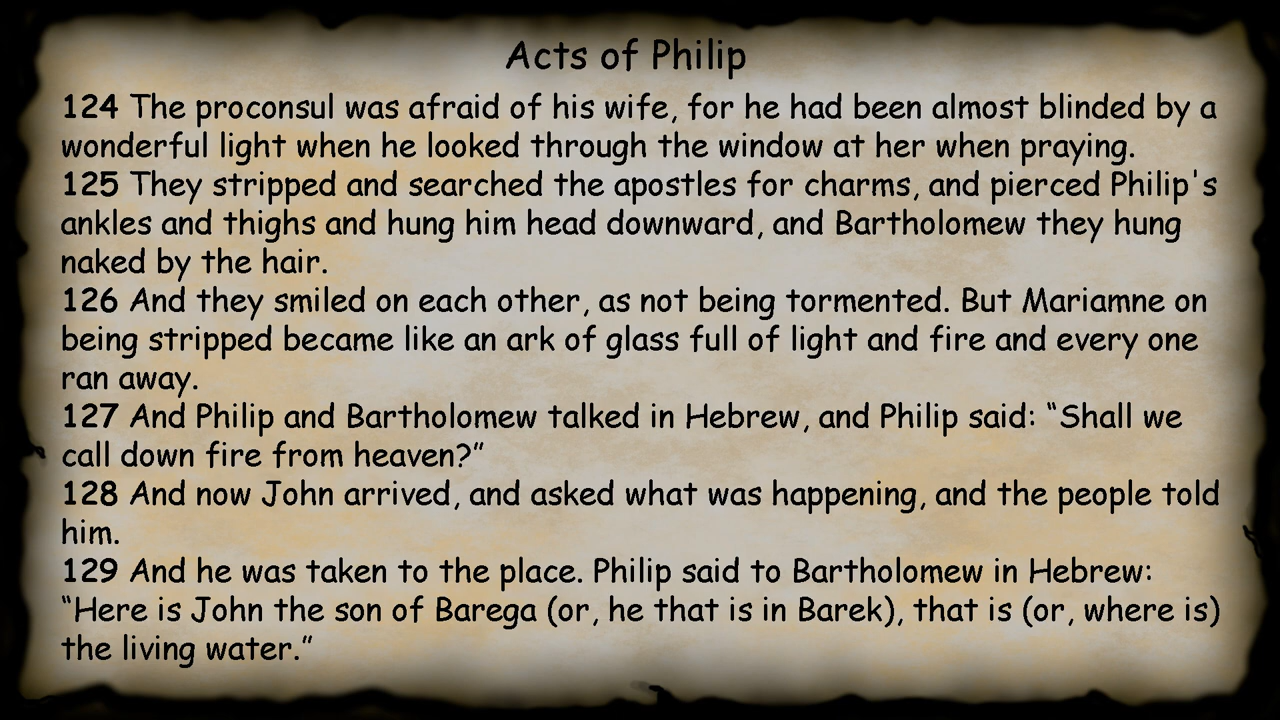 Acts of Philip
124 The proconsul was afraid of his wife, for he had been almost blinded by a
wonderful light when he looked through the window at her when praying.
125 They stripped and searched the apostles for charms, and pierced Philip's
ankles and thighs and hung him head downward, and Bartholomew they hung
naked by the hair.
126 And they smiled on each other, as not being tormented. But Mariamne on
being stripped became like an ark of glass full of light and fire and every one
ran away.
127 And Philip and Bartholomew talked in Hebrew, and Philip said: “Shall we
call down fire from heaven?”
128 And now John arrived, and asked what was happening, and the people told
him.
129 And he was taken to the place. Philip said to Bartholomew in Hebrew:
“Here is John the son of Barega (or, he that is in Barek), that is (or, where is)
the living water.”